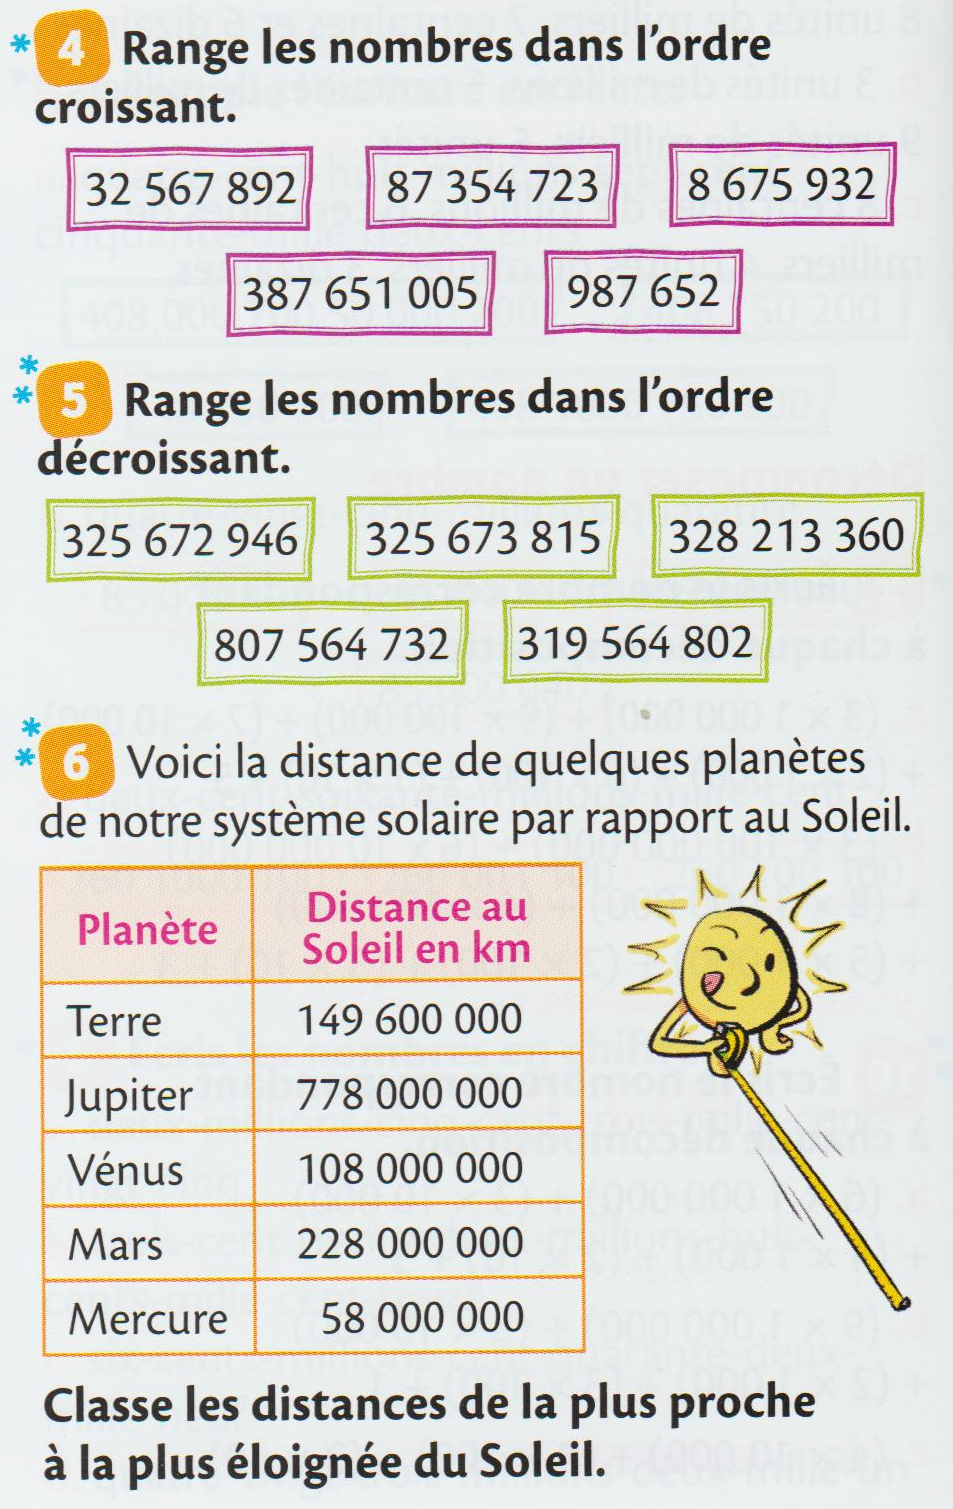 * 4 Range les nombres dans l'ordre
croissant.
32 567 892 87 354 723 8 675 932
387 651 005 987 652
** 5 Range les nombres dans l'ordre
décroissant.
325 672 946 325 673 815 328 213 360
807 564 732 319 564 802
** 6 Voici la distance de quelques planètes
de notre système solaire par rapport au Soleil.
Planète Distance au
Soleil en km
Terre 149 600 000
Jupiter 778 000 000
Vénus 108 000 000
Mars 228 000 000
Mercure 58 000 000
Classe les distances de la plus proche
à la plus éloignée du Soleil.